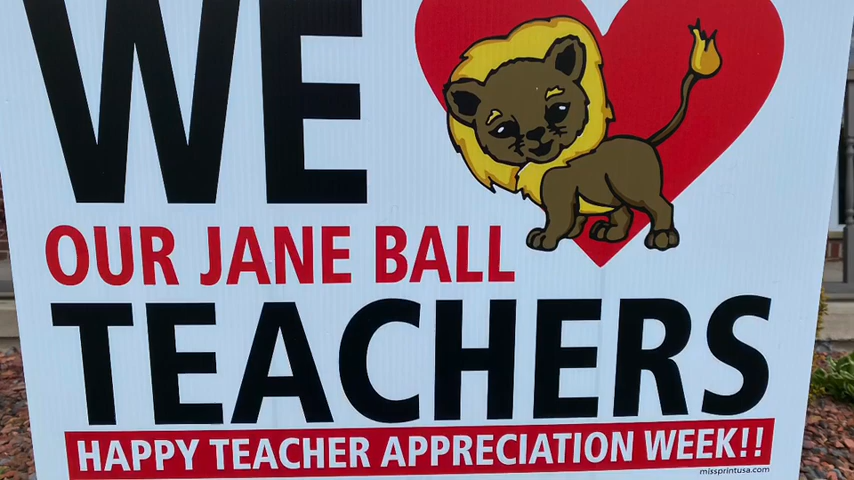 WE
OUR JANE BALL
TEACHERS
HAPPY TEACHER APPRECIATION WEEK!!
missprintusa.com